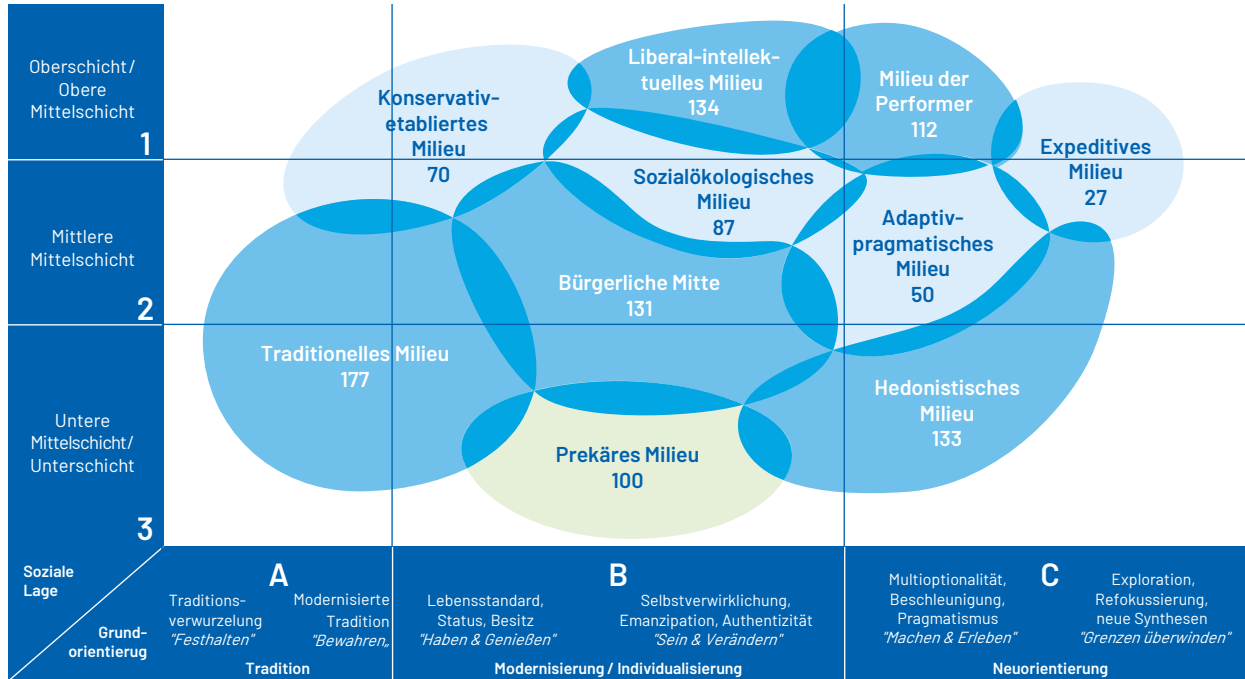 Oberschicht/
Obere
Mittelschicht
1
Mittlere
Mittelschicht
2
Untere
Mittelschicht/
Unterschicht
3
Soziale
Lage
Grund-
orientierug
Konservativ-
etabliertes
Milieu
70
Liberal-intellek-
tuelles Milieu
134
Milieu der
Performer
112
Expeditives
Milieu
27
Sozialökologisches
Milieu
87
Adaptiv-
pragmatisches
Milieu
50
Bürgerliche Mitte
131
Traditionelles Milieu
177
Hedonistisches
Milieu
133
Prekäres Milieu
100
A
Traditions-
verwurzelung
"Festhalten"
Modernisierte
Tradition
"Bewahren„
Tradition
B
Lebensstandard,
Status, Besitz
"Haben & Genießen"
Selbstverwirklichung,
Emanzipation, Authentizität
"Sein & Verändern"
Modernisierung / Individualisierung
C
Multioptionalität,
Beschleunigung,
Pragmatismus
"Machen & Erleben"
Exploration,
Refokussierung,
neue Synthesen
"Grenzen überwinden"
Neuorientierung